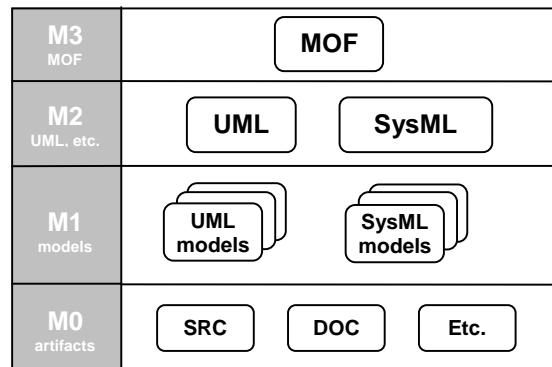 M3
MOF
MOF
M2
UML, etc.
UML
SysML
M1
models
UML
models
SysML
models
M0
artifacts
SRC
DOC
Etc.